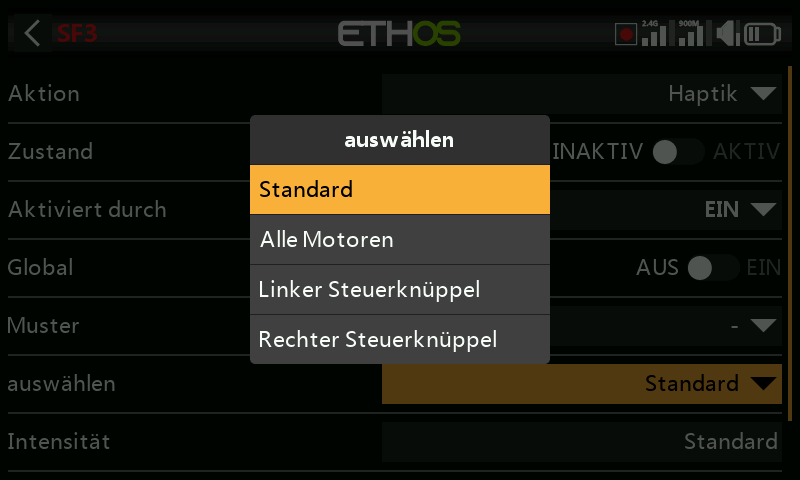 SF3 ETHOS 2.4G 900M
Aktion Haptik
auswählen
Zustand INAKTIV AKTIV
Standard
Aktiviert durch EIN
Alle Motoren
Global AUS EIN
Linker Steuerknüppel
Muster -
Rechter Steuerknüppel
auswählen Standard
Intensität Standard